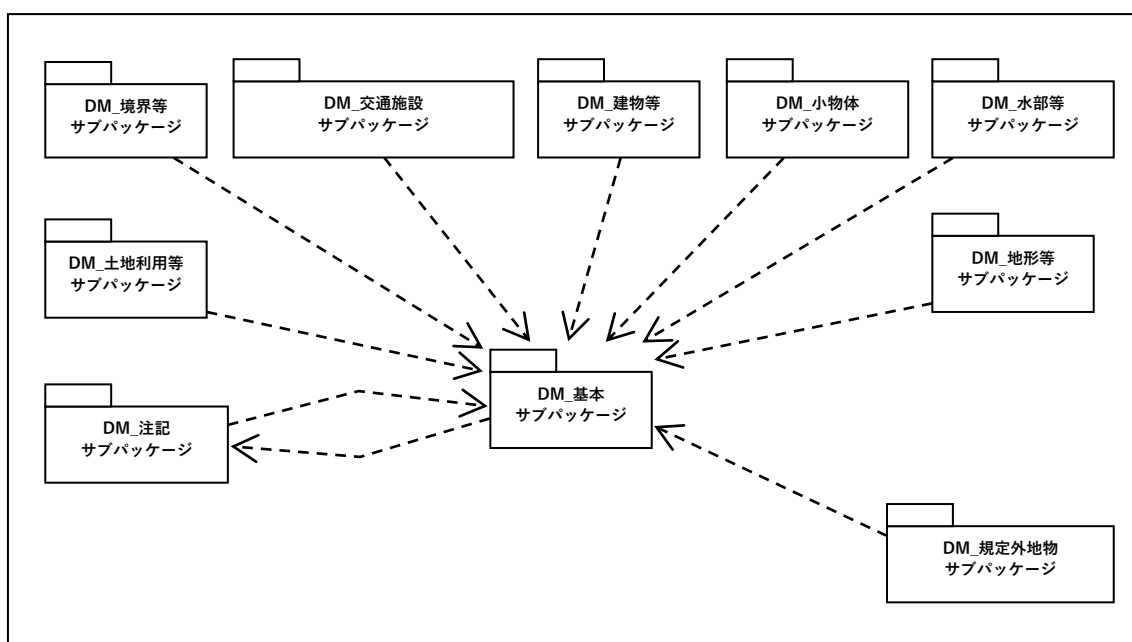 DM_境界等
サブパッケージ
DM_交通施設
サブパッケージ
DM_建物等
サブパッケージ
DM_小物体
サブパッケージ
DM_水部等
サブパッケージ
DM_土地利用等
サブパッケージ
DM_地形等
サブパッケージ
DM_基本
サブパッケージ
DM_注記
サブパッケージ
DM_規定外地物
サブパッケージ